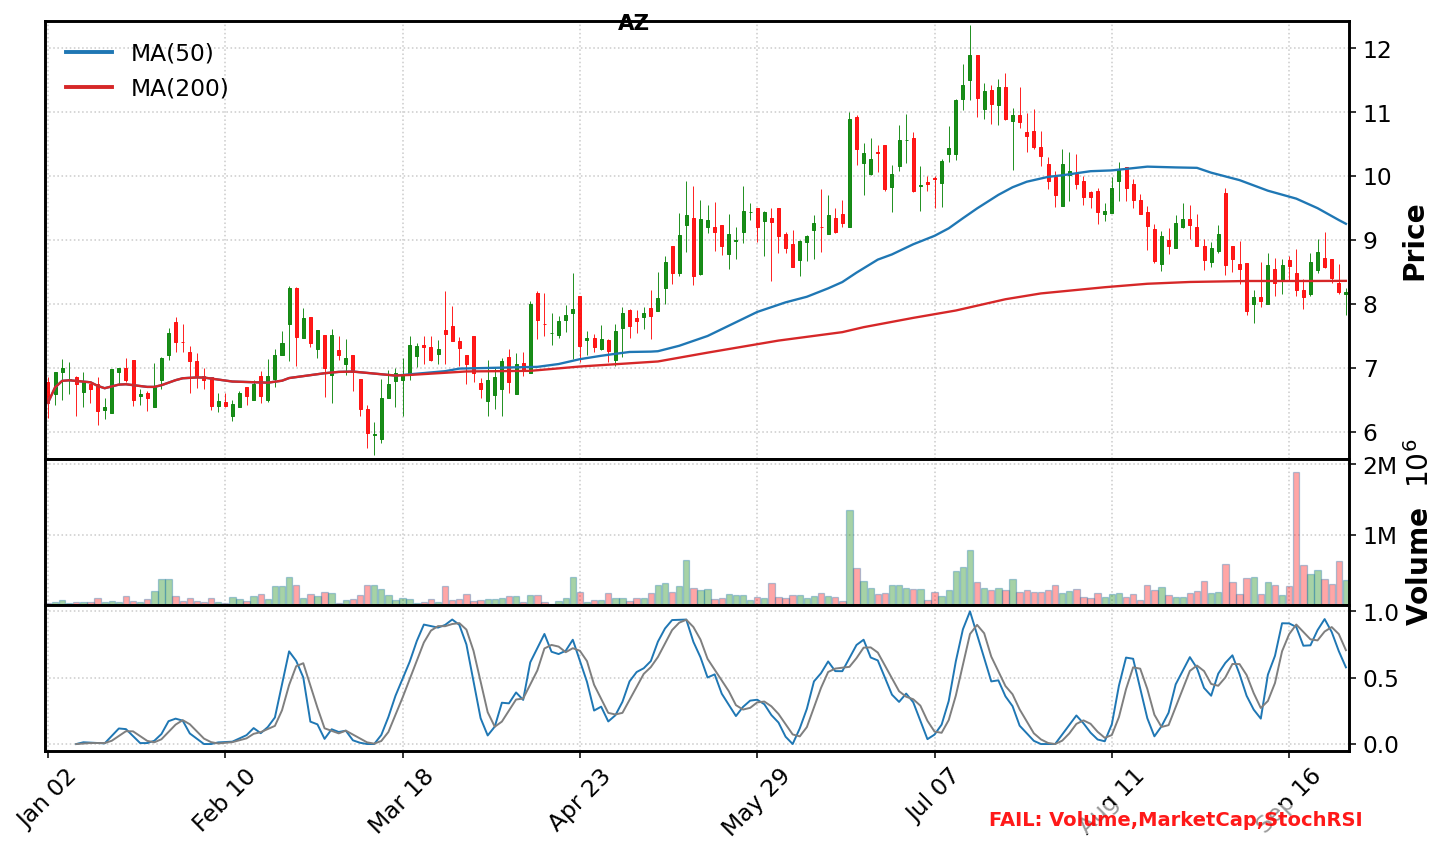 AZ
MA(50)
MA(200)
12
11
10
9
8
7
6
Price
2M
1M
Volume 10^6
1.0
0.5
0.0
Jan 02
Feb 10
Mar 18
Apr 23
May 29
Jul 07
Aug 11
Sep 16
FAIL: Volume,MarketCap,StochRSI